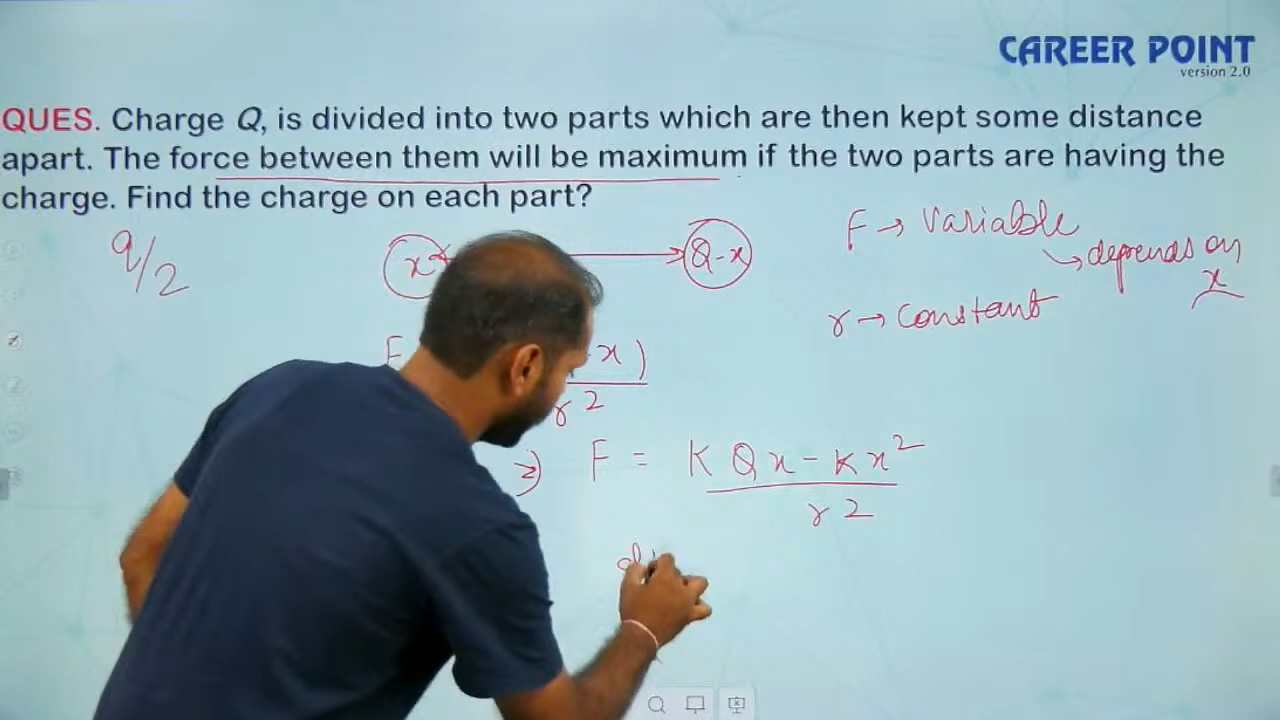 CAREER POINT
version 2.0
QUES. Charge Q, is divided into two parts which are then kept some distance
apart. The force between them will be maximum if the two parts are having the
charge. Find the charge on each part?
q/2
x
Q-x
F → Variable
↳ depends on
x
r → constant
F
x)
r2
⇒) F = KQx - Kx²
r2